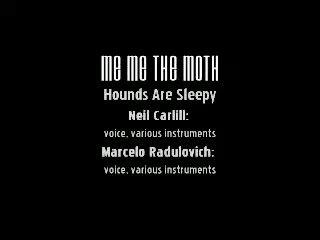 Me Me The Moth
Hounds Are Sleepy
Neil Carlill:
voice, various instruments
Marcelo Radulovich:
voice, various instruments